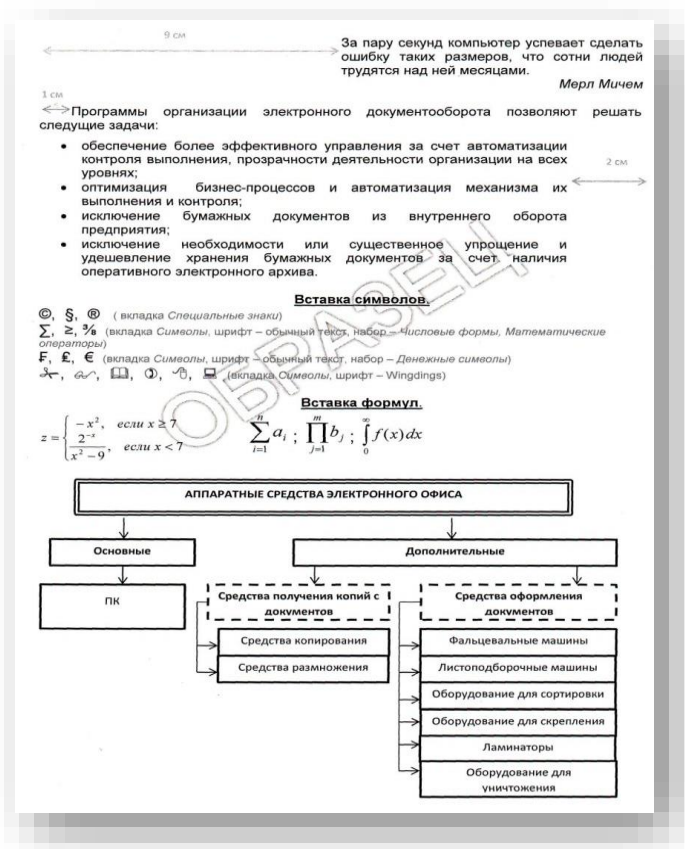 9 см
За пару секунд компьютер успевает сделать
ошибку таких размеров, что сотни людей
трудятся над ней месяцами.
Мерл Мичем
1 см
Программы организации электронного документооборота позволяют решать
следущие задачи:
• обеспечение более эффективного управления за счет автоматизации
контроля выполнения, прозрачности деятельности организации на всех
уровнях;
2 см
• оптимизация бизнес-процессов и автоматизация механизма их
выполнения и контроля;
• исключение бумажных документов из внутреннего оборота
предприятия;
• исключение необходимости или существенное упрощение и
удешевление хранения бумажных документов за счет наличия
оперативного электронного архива.
ОБРАЗЕЦ
Вставка символов.
©, §, ® ( вкладка Специальные знаки)
∑, ≥, ⅜ (вкладка Символы, шрифт – обычный текст, набор – Числовые формы, Математические
операторы)
₣, ₤, € (вкладка Символы, шрифт – обычный текст, набор – Денежные символы)
✂, 👓, 🕮, 🕽, 🖰, 💻 (вкладка Символы, шрифт – Wingdings)
Вставка формул.
z = { −x², если x ≥ 7
2⁻ˣ / (x² − 9), если x < 7
∑ᵢ₌₁ⁿ aᵢ ; ∏ⱼ₌₁ᵐ bⱼ ; ∫₀^∞ f(x)dx
АППАРАТНЫЕ СРЕДСТВА ЭЛЕКТРОННОГО ОФИСА
Основные
Дополнительные
ПК
Средства получения копий с
документов
Средства копирования
Средства размножения
Средства оформления
документов
Фальцевальные машины
Листоподборочные машины
Оборудование для сортировки
Оборудование для скрепления
Ламинаторы
Оборудование для
уничтожения